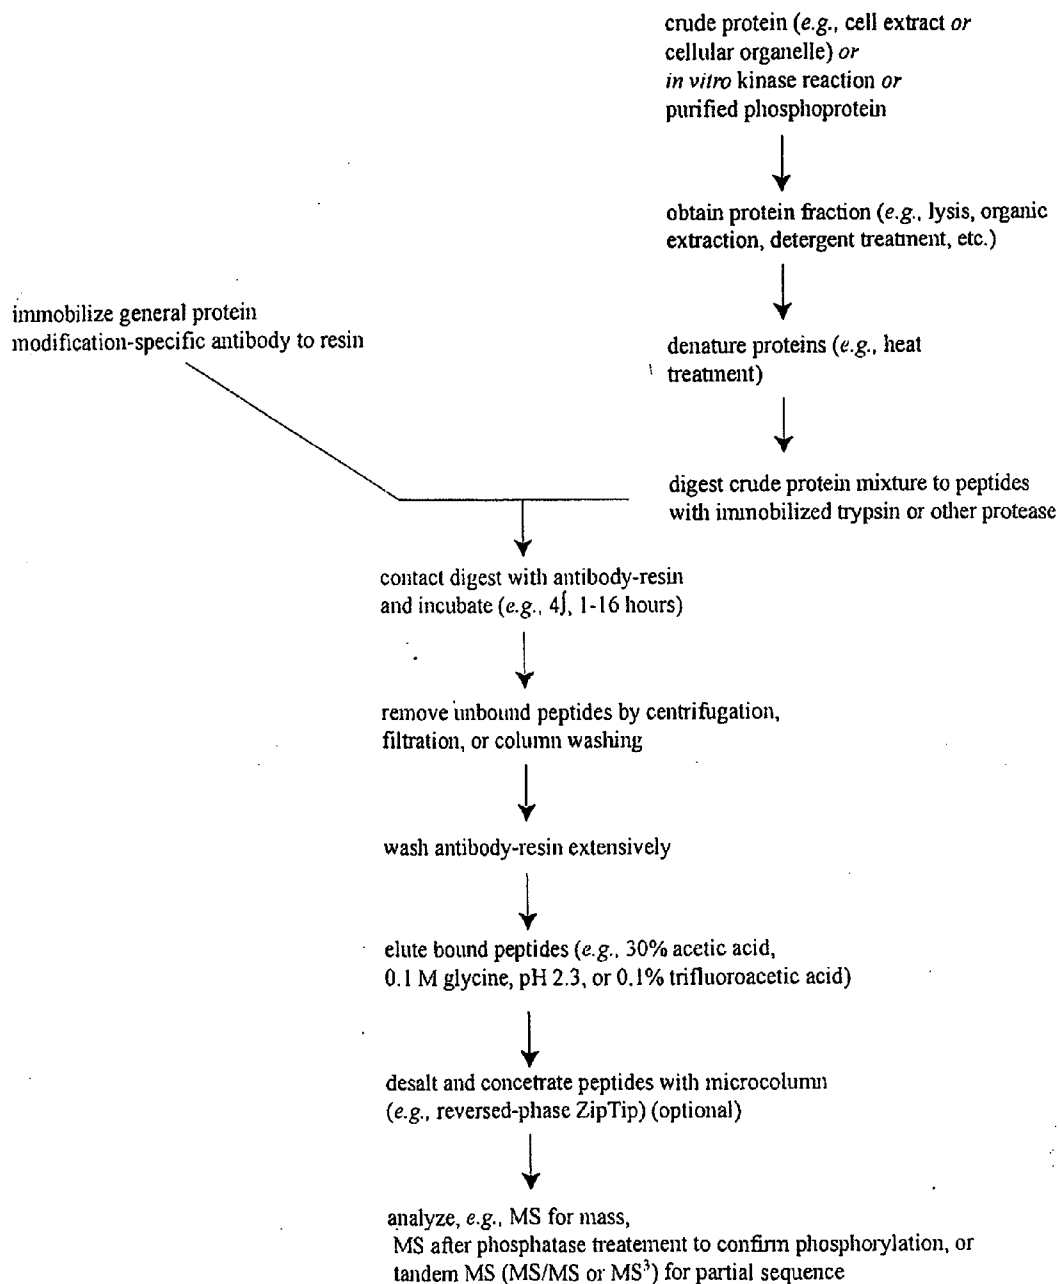 crude protein (e.g., cell extract or
cellular organelle) or
in vitro kinase reaction or
purified phosphoprotein
obtain protein fraction (e.g., lysis, organic
extraction, detergent treatment, etc.)
immobilize general protein
modification-specific antibody to resin
denature proteins (e.g., heat
treatment)
digest crude protein mixture to peptides
with immobilized trypsin or other protease
contact digest with antibody-resin
and incubate (e.g., 4∫, 1-16 hours)
remove unbound peptides by centrifugation,
filtration, or column washing
wash antibody-resin extensively
elute bound peptides (e.g., 30% acetic acid,
0.1 M glycine, pH 2.3, or 0.1% trifluoroacetic acid)
desalt and concetrate peptides with microcolumn
(e.g., reversed-phase ZipTip) (optional)
analyze, e.g., MS for mass,
MS after phosphatase treatement to confirm phosphorylation, or
tandem MS (MS/MS or MS³) for partial sequence